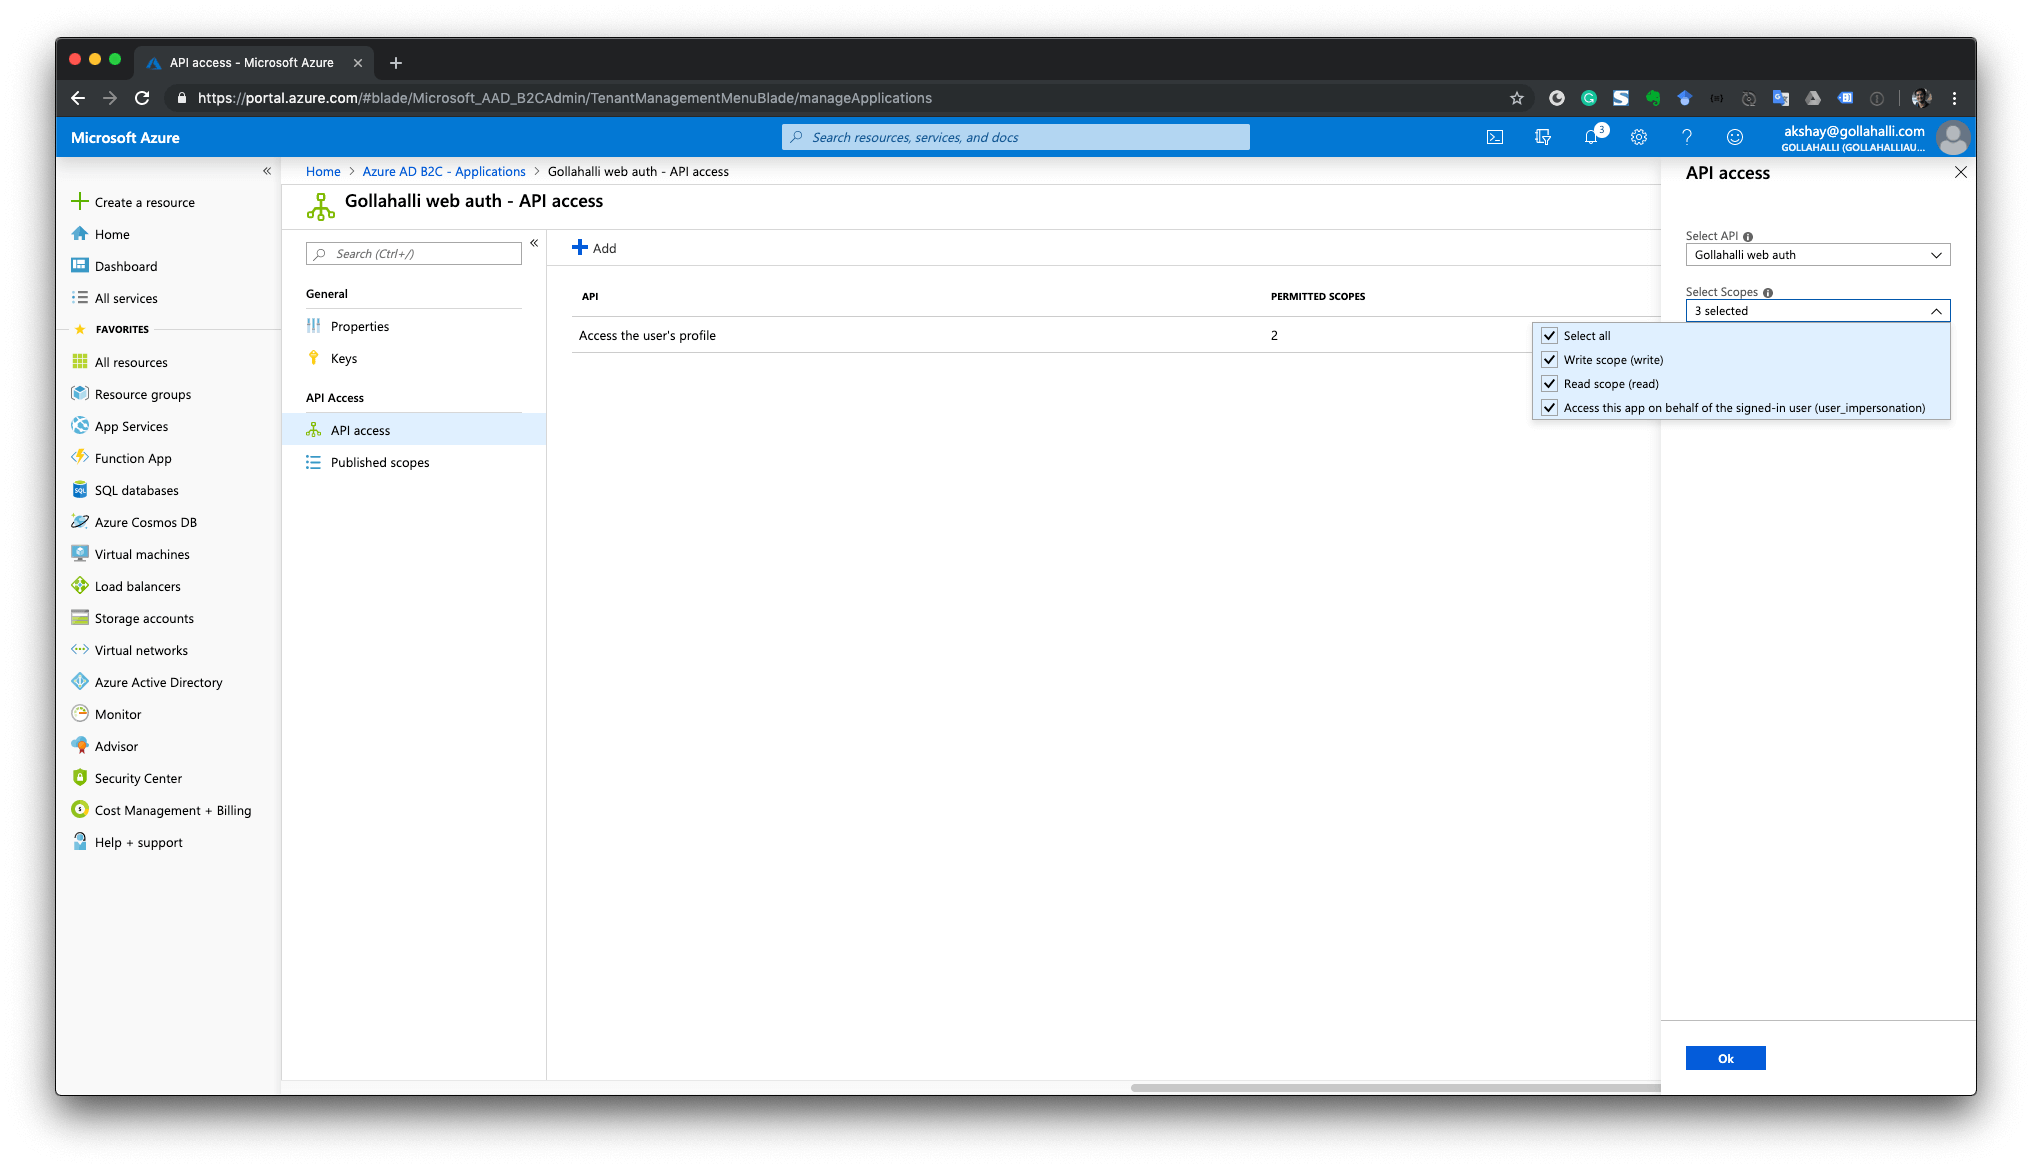 API access - Microsoft Azure
https://portal.azure.com/#blade/Microsoft_AAD_B2CAdmin/TenantManagementMenuBlade/manageApplications
Microsoft Azure
Search resources, services, and docs
3
akshay@gollahalli.com
GOLLAHALLI (GOLLAHALLIAU...
Create a resource
Home
Dashboard
All services
FAVORITES
All resources
Resource groups
App Services
Function App
SQL databases
Azure Cosmos DB
Virtual machines
Load balancers
Storage accounts
Virtual networks
Azure Active Directory
Monitor
Advisor
Security Center
Cost Management + Billing
Help + support
Home > Azure AD B2C - Applications > Gollahalli web auth - API access
Gollahalli web auth - API access
Search (Ctrl+/)
General
Properties
Keys
API Access
API access
Published scopes
Add
API PERMITTED SCOPES
Access the user's profile 2
API access
Select API
Gollahalli web auth
Select Scopes
3 selected
Select all
Write scope (write)
Read scope (read)
Access this app on behalf of the signed-in user (user_impersonation)
Ok